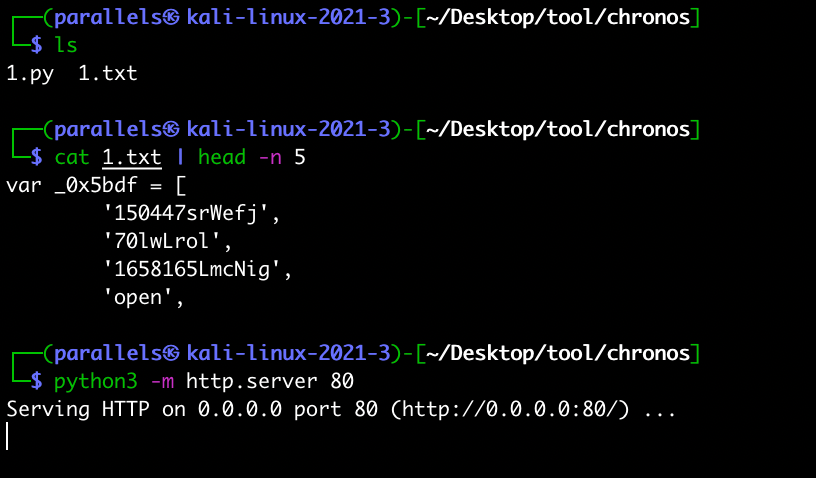 ┌──(parallels㉿ kali-linux-2021-3)-[~/Desktop/tool/chronos]
└─$ ls
1.py  1.txt
┌──(parallels㉿ kali-linux-2021-3)-[~/Desktop/tool/chronos]
└─$ cat 1.txt | head -n 5
var _0x5bdf = [
        '150447srWefj',
        '70lwLrol',
        '1658165LmcNig',
        'open',
┌──(parallels㉿ kali-linux-2021-3)-[~/Desktop/tool/chronos]
└─$ python3 -m http.server 80
Serving HTTP on 0.0.0.0 port 80 (http://0.0.0.0:80/) ...